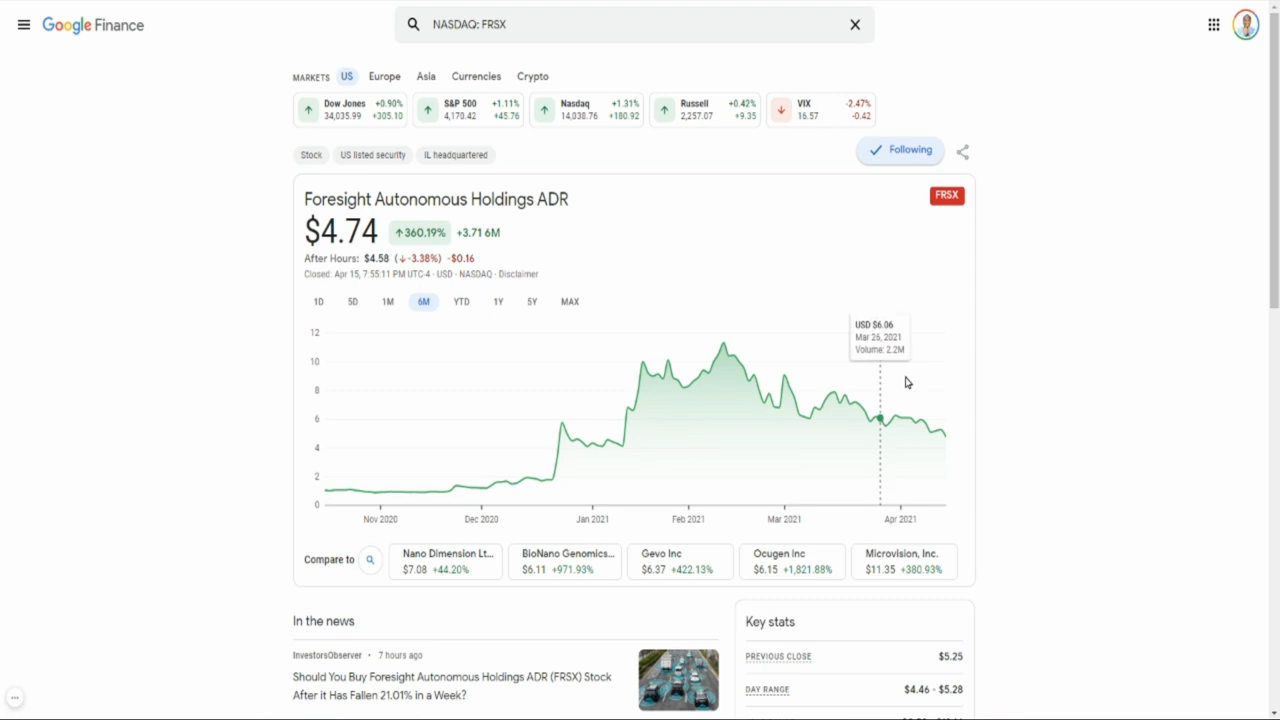 Google Finance
NASDAQ: FRSX
MARKETS US Europe Asia Currencies Crypto
Dow Jones +0.90%
34,035.99 +305.10
S&P 500 +1.11%
4,170.42 +45.76
Nasdaq +1.31%
14,038.76 +180.92
Russell +0.42%
2,257.07 +9.35
VIX -2.47%
16.57 -0.42
Stock US listed security IL headquartered
Following
Foresight Autonomous Holdings ADR
FRSX
$4.74 ↑360.19% +3.71 6M
After Hours: $4.58 (↓-3.38%) -$0.16
Closed: Apr 15, 7:55:11 PM UTC-4 · USD · NASDAQ · Disclaimer
1D 5D 1M 6M YTD 1Y 5Y MAX
USD $6.06
Mar 26, 2021
Volume: 2.2M
12
10
8
6
4
2
0
Nov 2020 Dec 2020 Jan 2021 Feb 2021 Mar 2021 Apr 2021
Compare to
Nano Dimension Lt...
$7.08 +44.20%
BioNano Genomics...
$6.11 +971.93%
Gevo Inc
$6.37 +422.13%
Ocugen Inc
$6.15 +1,821.88%
Microvision, Inc.
$11.35 +380.93%
In the news
InvestorsObserver · 7 hours ago
Should You Buy Foresight Autonomous Holdings ADR (FRSX) Stock
After it Has Fallen 21.01% in a Week?
Key stats
PREVIOUS CLOSE $5.25
DAY RANGE $4.46 - $5.28